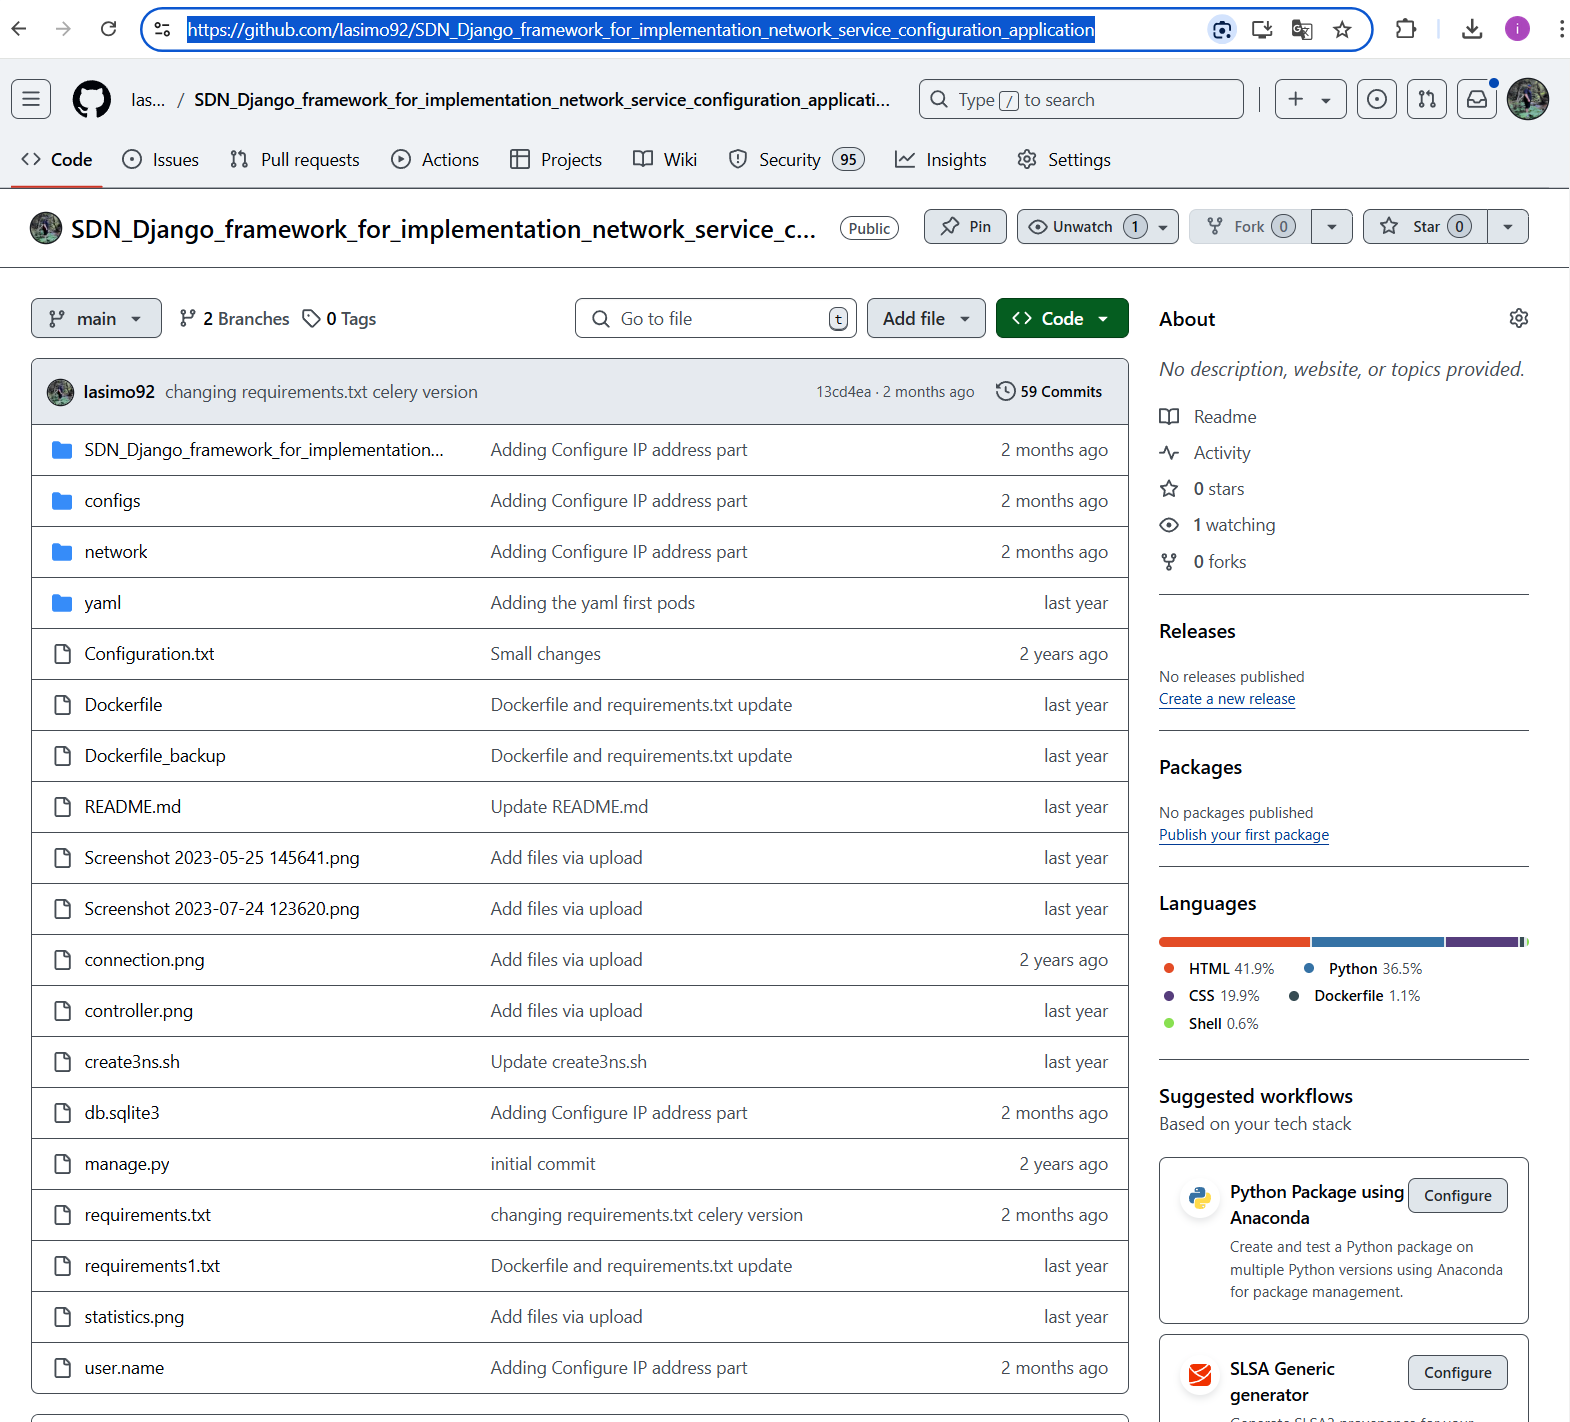 https://github.com/lasimo92/SDN_Django_framework_for_implementation_network_service_configuration_application
i
las... / SDN_Django_framework_for_implementation_network_service_configuration_applicati...
Type / to search
Code Issues Pull requests Actions Projects Wiki Security 95 Insights Settings
SDN_Django_framework_for_implementation_network_service_c... Public Pin Unwatch 1 Fork 0 Star 0
main 2 Branches 0 Tags Go to file t Add file Code
lasimo92 changing requirements.txt celery version 13cd4ea · 2 months ago 59 Commits
SDN_Django_framework_for_implementation... Adding Configure IP address part 2 months ago
configs Adding Configure IP address part 2 months ago
network Adding Configure IP address part 2 months ago
yaml Adding the yaml first pods last year
Configuration.txt Small changes 2 years ago
Dockerfile Dockerfile and requirements.txt update last year
Dockerfile_backup Dockerfile and requirements.txt update last year
README.md Update README.md last year
Screenshot 2023-05-25 145641.png Add files via upload last year
Screenshot 2023-07-24 123620.png Add files via upload last year
connection.png Add files via upload 2 years ago
controller.png Add files via upload last year
create3ns.sh Update create3ns.sh last year
db.sqlite3 Adding Configure IP address part 2 months ago
manage.py initial commit 2 years ago
requirements.txt changing requirements.txt celery version 2 months ago
requirements1.txt Dockerfile and requirements.txt update last year
statistics.png Add files via upload last year
user.name Adding Configure IP address part 2 months ago
About
No description, website, or topics provided.
Readme
Activity
0 stars
1 watching
0 forks
Releases
No releases published
Create a new release
Packages
No packages published
Publish your first package
Languages
HTML 41.9% Python 36.5%
CSS 19.9% Dockerfile 1.1%
Shell 0.6%
Suggested workflows
Based on your tech stack
Python Package using Configure
Anaconda
Create and test a Python package on
multiple Python versions using Anaconda
for package management.
SLSA Generic Configure
generator
Generate SLSA3 provenance for your